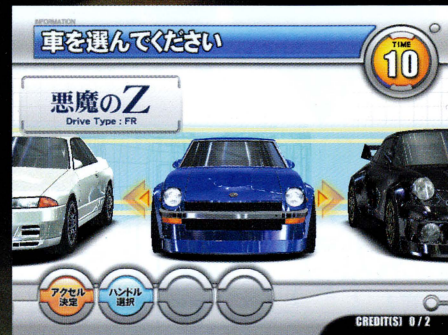 INFORMATION
車を選んでください
TIME
10
悪魔のZ
Drive Type : FR
アクセル
決定
ハンドル
選択
CREDIT(S) 0 / 2